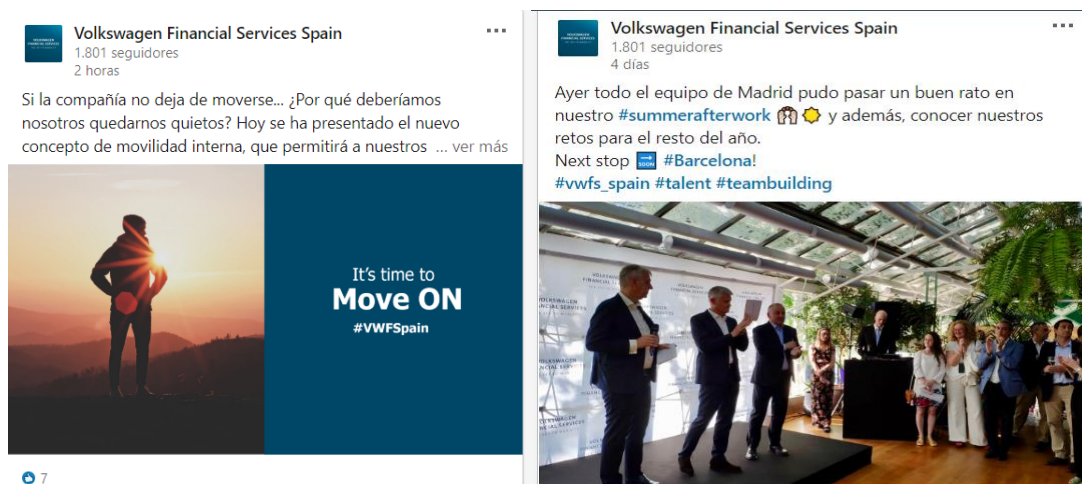 Volkswagen Financial Services Spain
1.801 seguidores
2 horas
Si la compañía no deja de moverse... ¿Por qué deberíamos
nosotros quedarnos quietos? Hoy se ha presentado el nuevo
concepto de movilidad interna, que permitirá a nuestros ... ver más
It's time to
Move ON
#VWFSpain
7
Volkswagen Financial Services Spain
1.801 seguidores
4 días
Ayer todo el equipo de Madrid pudo pasar un buen rato en
nuestro #summerafterwork y además, conocer nuestros
retos para el resto del año.
Next stop SOON #Barcelona!
#vwfs_spain #talent #teambuilding
VOLKSWAGEN
FINANCIAL SERVICES
VOLKSWAGEN
FINANCIAL SERVICES